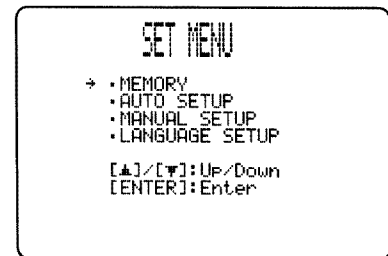 SET MENU
→ ・MEMORY
・AUTO SETUP
・MANUAL SETUP
・LANGUAGE SETUP
[▲]/[▼]:Up/Down
[ENTER]:Enter